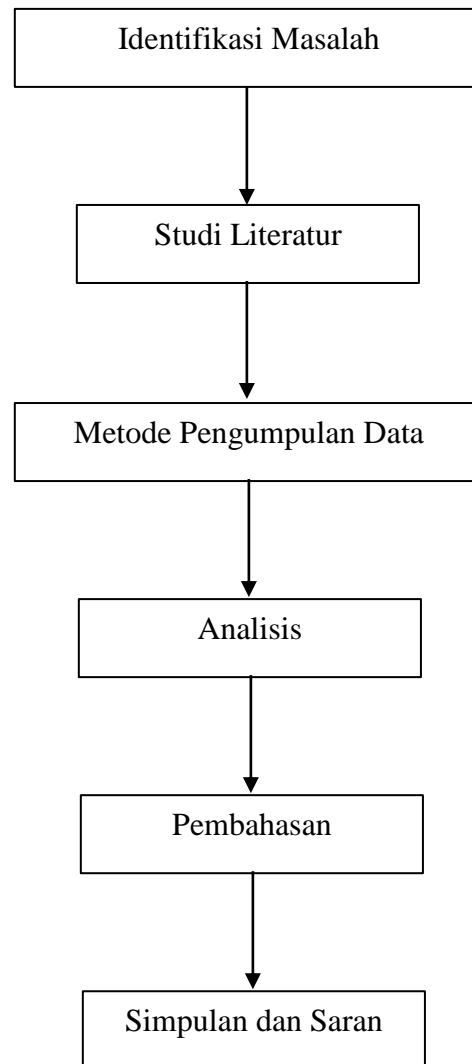 Identifikasi Masalah
Studi Literatur
Metode Pengumpulan Data
Analisis
Pembahasan
Simpulan dan Saran